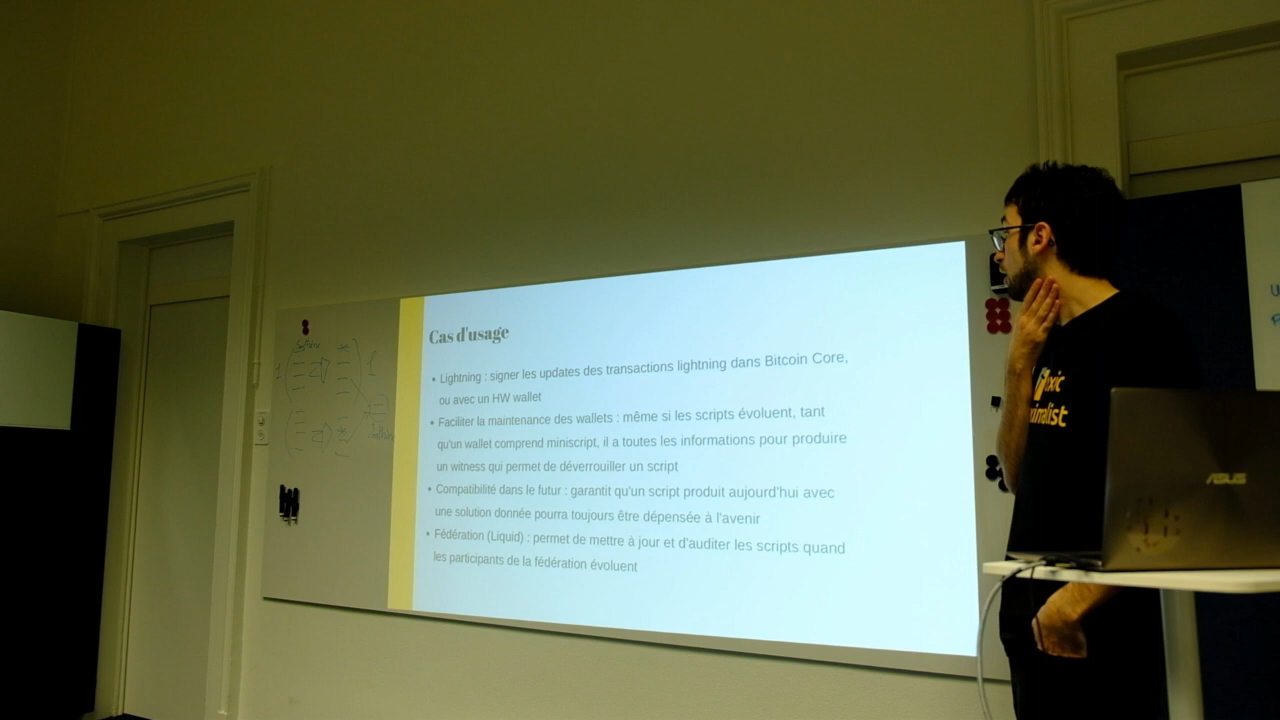 Cas d'usage
• Lightning : signer les updates des transactions lightning dans Bitcoin Core,
ou avec un HW wallet
• Faciliter la maintenance des wallets : même si les scripts évoluent, tant
qu'un wallet comprend miniscript, il a toutes les informations pour produire
un witness qui permet de déverrouiller un script
• Compatibilité dans le futur : garantit qu'un script produit aujourd'hui avec
une solution donnée pourra toujours être dépensée à l'avenir
• Fédération (Liquid) : permet de mettre à jour et d'auditer les scripts quand
les participants de la fédération évoluent
ASUS